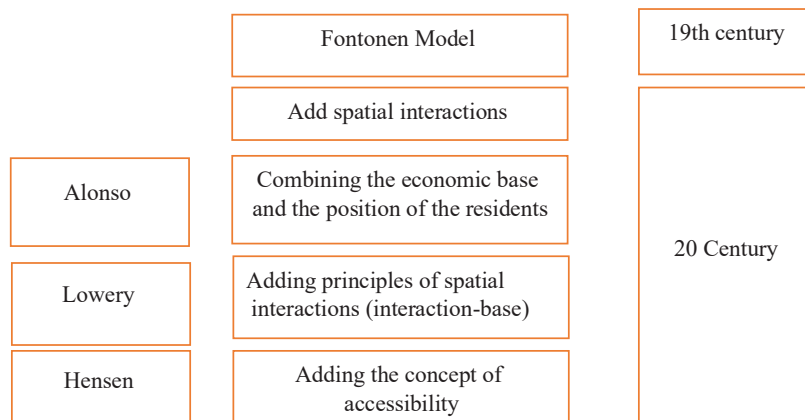 Fontonen Model
19th century
Add spatial interactions
Alonso
Combining the economic base
and the position of the residents
20 Century
Lowery
Adding principles of spatial
interactions (interaction-base)
Hensen
Adding the concept of
accessibility